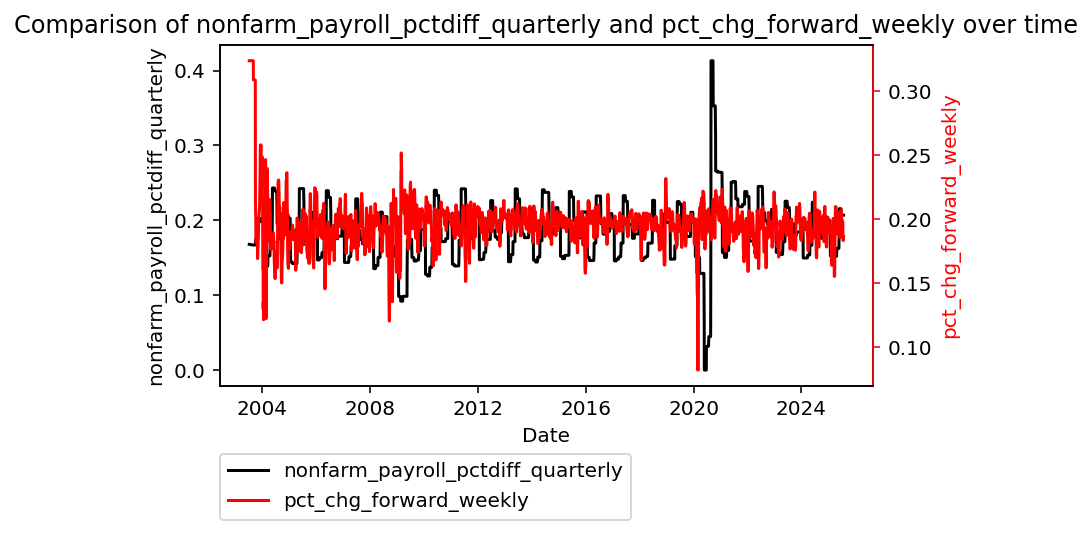 Comparison of nonfarm_payroll_pctdiff_quarterly and pct_chg_forward_weekly over time
nonfarm_payroll_pctdiff_quarterly
0.4
0.3
0.2
0.1
0.0
0.30
0.25
0.20
0.15
0.10
pct_chg_forward_weekly
2004 2008 2012 2016 2020 2024
Date
nonfarm_payroll_pctdiff_quarterly
pct_chg_forward_weekly